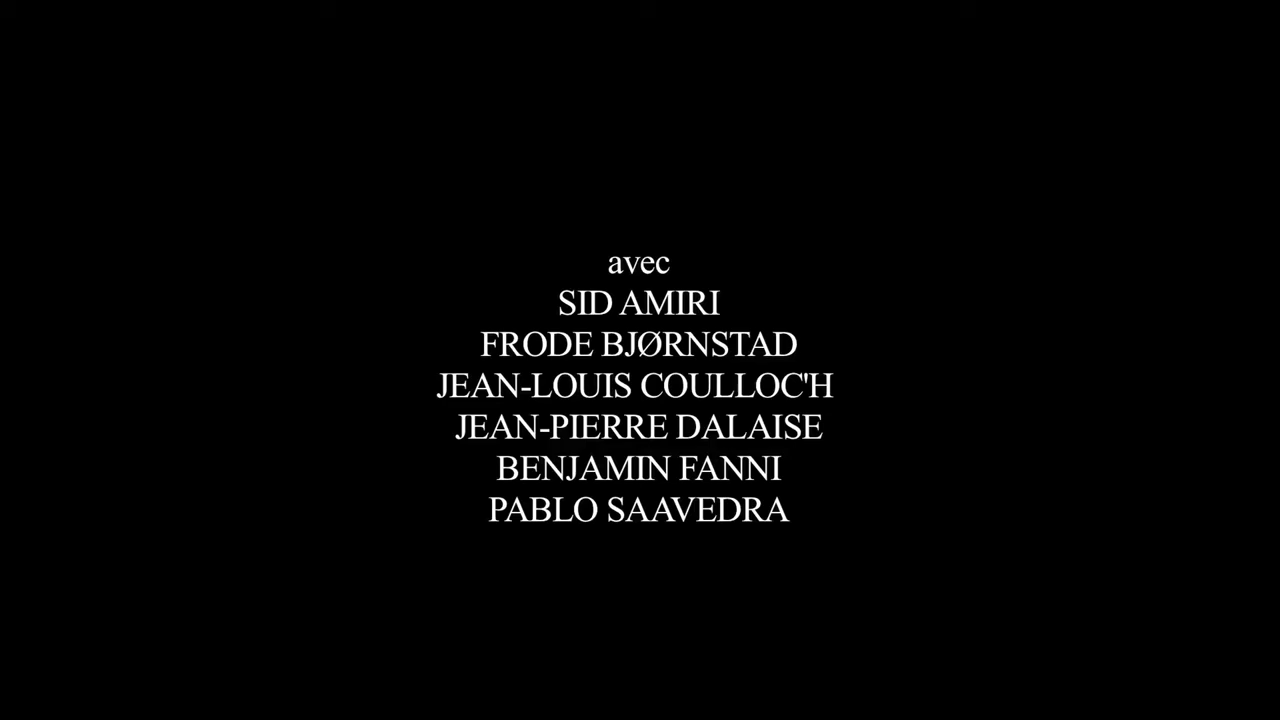 avec
SID AMIRI
FRODE BJØRNSTAD
JEAN-LOUIS COULLOC'H
JEAN-PIERRE DALAISE
BENJAMIN FANNI
PABLO SAAVEDRA